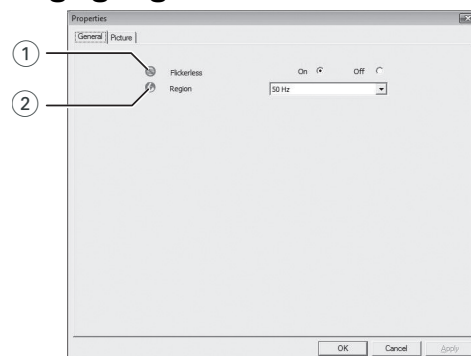 Properties
General Picture
1
Flickerless On Off
2
Region 50 Hz
OK Cancel Apply